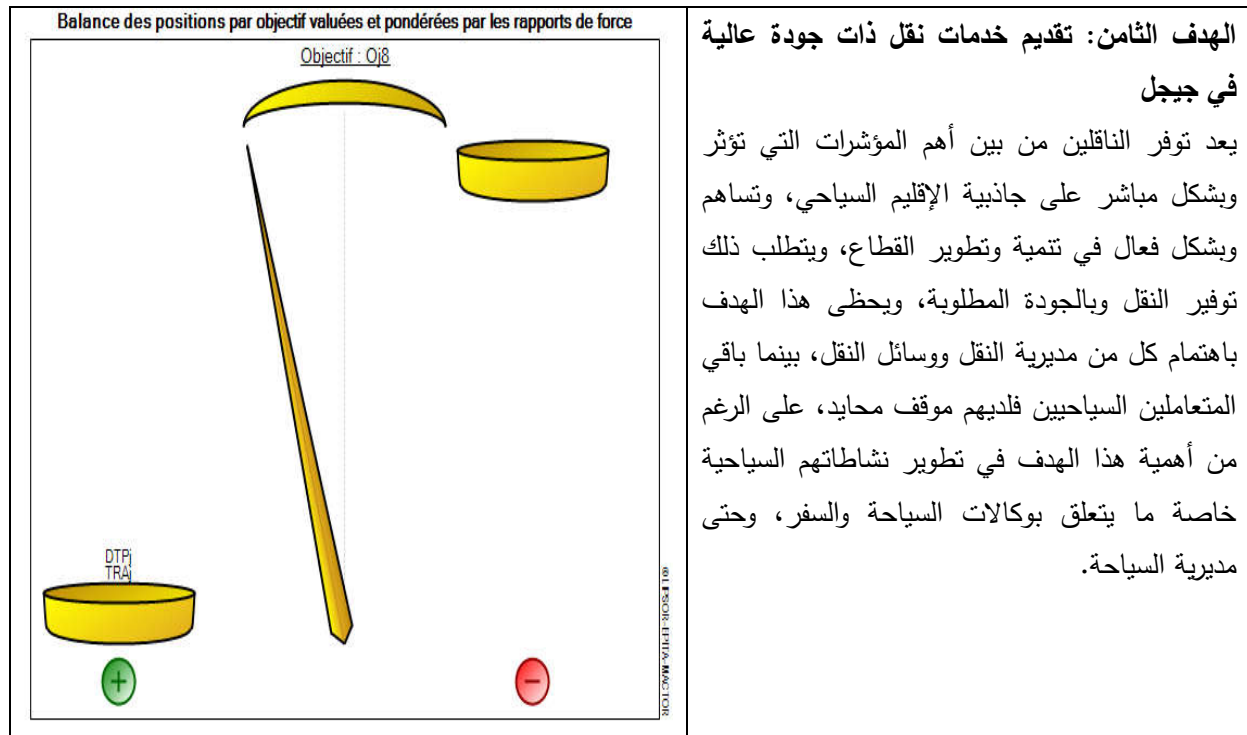 Balance des positions par objectif valuées et pondérées par les rapports de force
Objectif : Oj8
DTPj
TRAj
+
-
© LIPSOR-EPITA-MACTOR
الهدف الثامن: تقديم خدمات نقل ذات جودة عالية
في جيجل
يعد توفر الناقلين من بين أهم المؤشرات التي تؤثر
وبشكل مباشر على جاذبية الإقليم السياحي، وتساهم
وبشكل فعال في تنمية وتطوير القطاع، ويتطلب ذلك
توفير النقل وبالجودة المطلوبة، ويحظى هذا الهدف
باهتمام كل من مديرية النقل ووسائل النقل، بينما باقي
المتعاملين السياحيين فلديهم موقف محايد، على الرغم
من أهمية هذا الهدف في تطوير نشاطاتهم السياحية
خاصة ما يتعلق بوكالات السياحة والسفر، وحتى
مديرية السياحة.